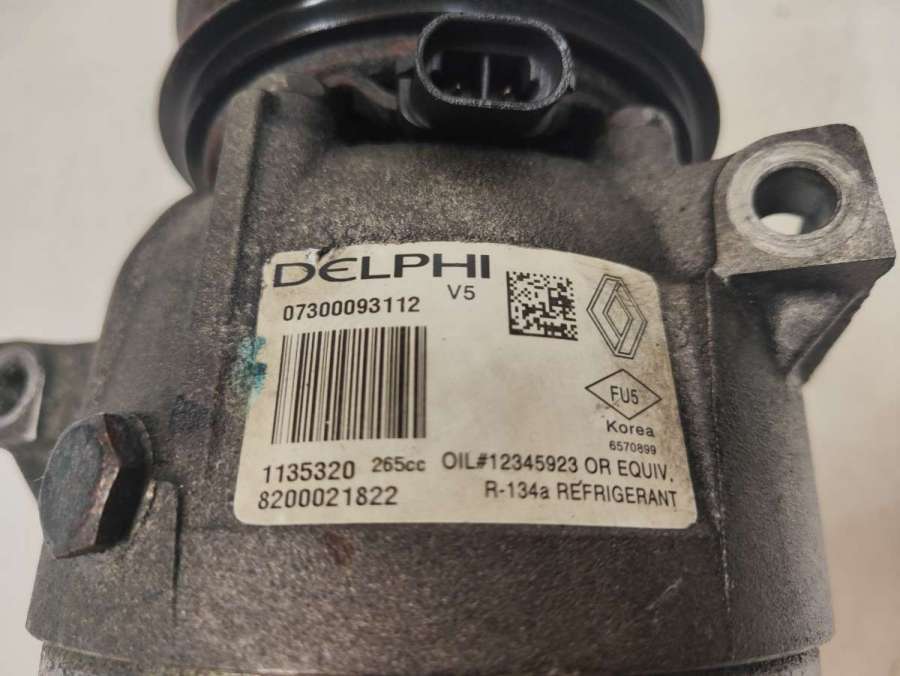 DELPHI
V5
07300093112
FU5
Korea
6570899
1135320 265cc OIL#12345923 OR EQUIV.
8200021822 R-134a REFRIGERANT